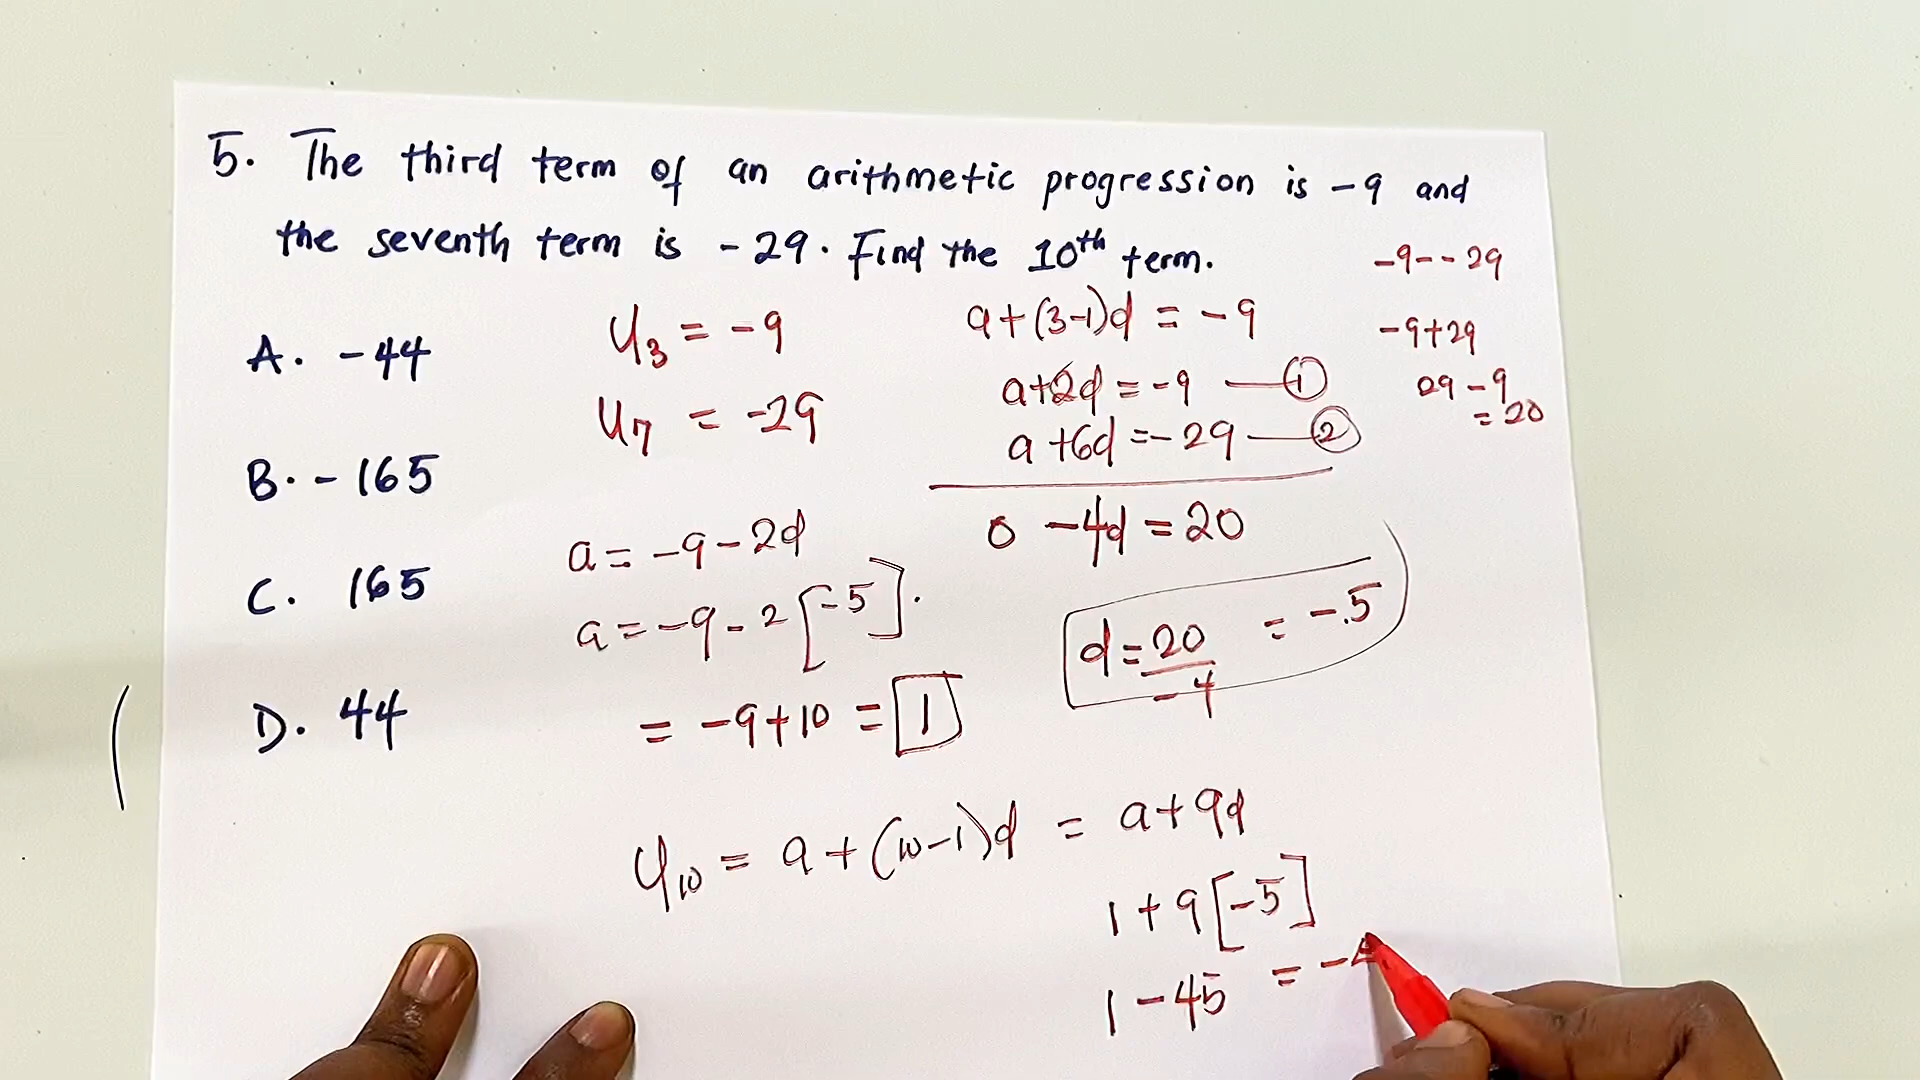 5. The third term of an arithmetic progression is -9 and
the seventh term is -29. Find the 10th term.
A. -44
B. -165
C. 165
D. 44
U3 = -9
U7 = -29
a+(3-1)d = -9
a+2d = -9 — ①
a+6d = -29 — ②
0 -4d = 20
d = 20/-4 = -.5
-9--29
-9+29
29-9
= 20
a = -9-2d
a = -9-2[-5].
= -9+10 = 1
U10 = a+(10-1)d = a+9d
1+9[-5]
1-45 = -4